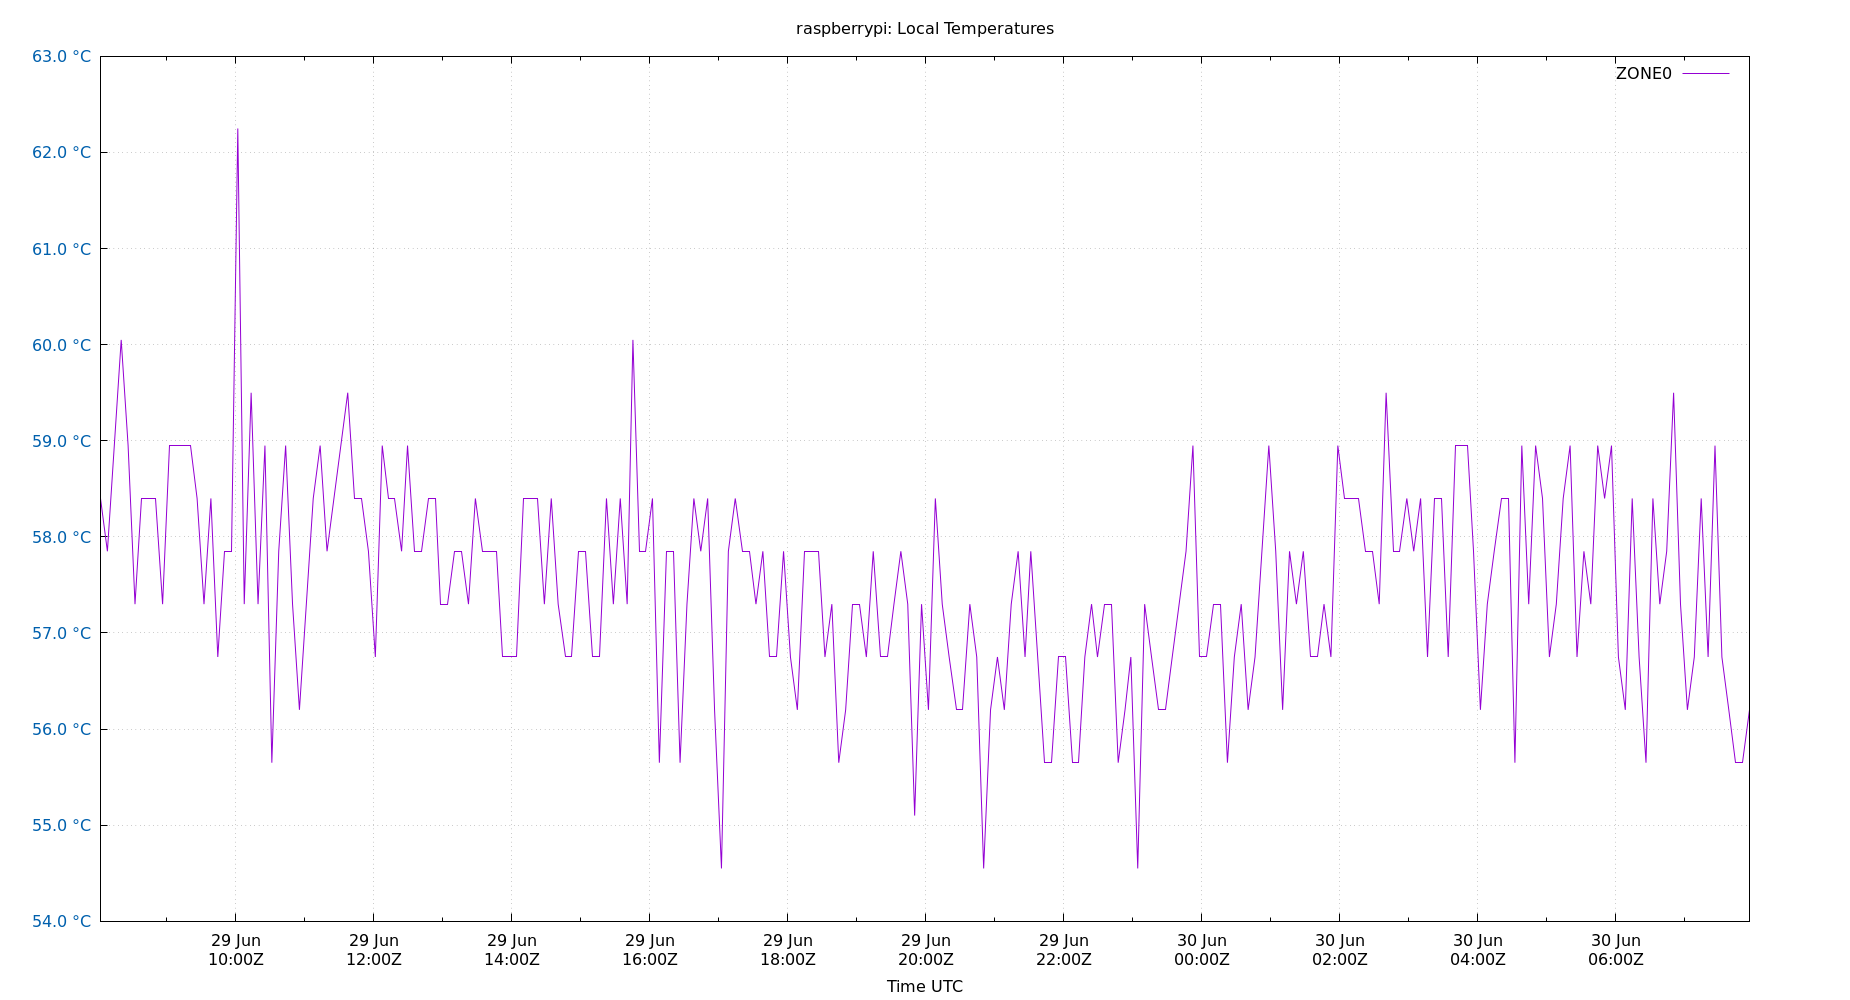 raspberrypi: Local Temperatures
63.0 °C
ZONE0
62.0 °C
61.0 °C
60.0 °C
59.0 °C
58.0 °C
57.0 °C
56.0 °C
55.0 °C
54.0 °C
29 Jun 29 Jun 29 Jun 29 Jun 29 Jun 29 Jun 29 Jun 30 Jun 30 Jun 30 Jun 30 Jun
10:00Z 12:00Z 14:00Z 16:00Z 18:00Z 20:00Z 22:00Z 00:00Z 02:00Z 04:00Z 06:00Z
Time UTC